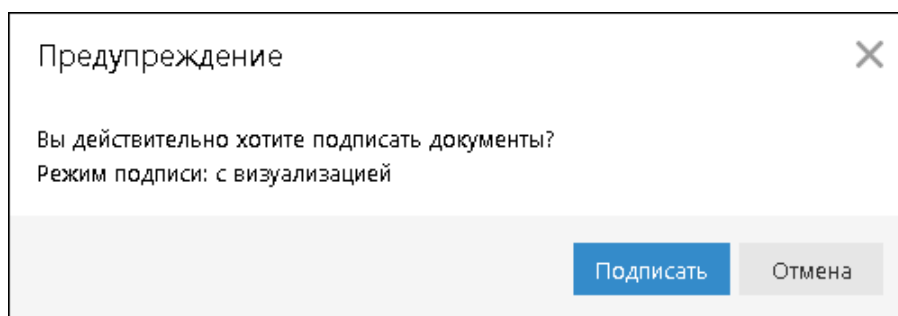 Предупреждение
Вы действительно хотите подписать документы?
Режим подписи: с визуализацией
Подписать
Отмена